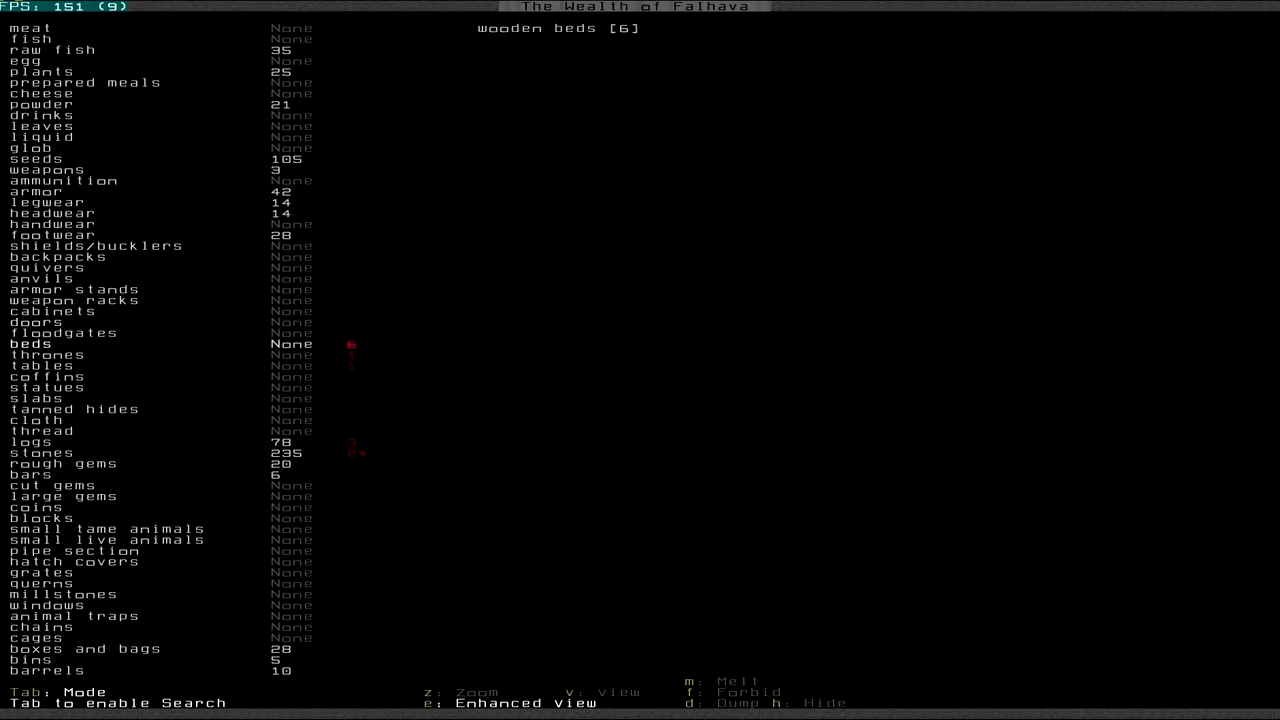 FPS: 151 (9)
The Wealth of Falhava
meat None wooden beds [6]
fish None
raw fish 35
egg None
plants 25
prepared meals None
cheese None
powder 21
drinks None
leaves None
liquid None
glob None
seeds 105
weapons 3
ammunition None
armor 42
legwear 14
headwear 14
handwear None
footwear 28
shields/bucklers None
backpacks None
quivers None
anvils None
armor stands None
weapon racks None
cabinets None
doors None
floodgates None
beds None 6
thrones None 1
tables None 1
coffins None
statues None
slabs None
tanned hides None
cloth None
thread None
logs 78 3
stones 235 24
rough gems 20
bars 6
cut gems None
large gems None
coins None
blocks None
small tame animals None
small live animals None
pipe section None
hatch covers None
grates None
querns None
millstones None
windows None
animal traps None
chains None
cages None
boxes and bags 28
bins 5
barrels 10
m: Melt
Tab: Mode z: Zoom v: View f: Forbid
Tab to enable Search e: Enhanced View d: Dump h: Hide